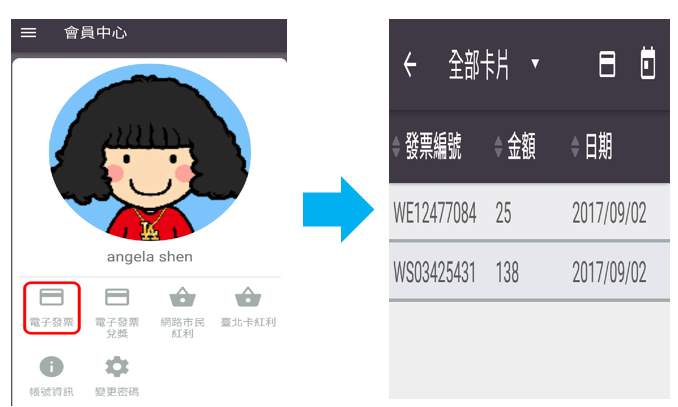 會員中心
LA
angela shen
電子發票
電子發票
兌獎
網路市民
紅利
臺北卡紅利
帳號資訊
變更密碼
全部卡片
發票編號 金額 日期
WE12477084 25 2017/09/02
WS03425431 138 2017/09/02